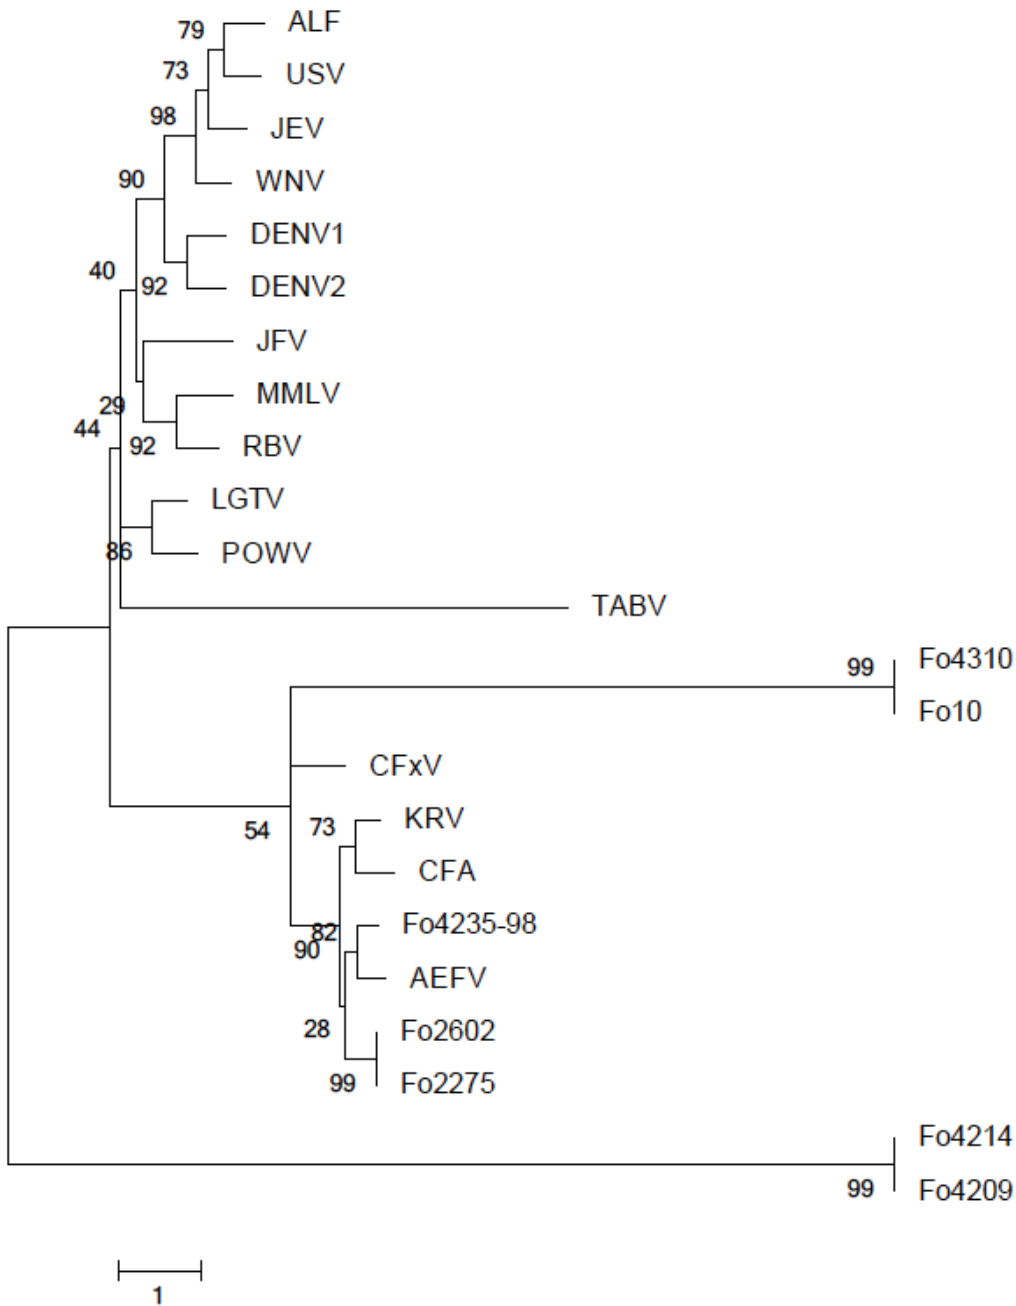 79
ALF
73
USV
98
JEV
90
WNV
DENV1
40
92
DENV2
JFV
29
MMLV
44
92
RBV
LGTV
86
POWV
TABV
99
Fo4310
Fo10
CFxV
54
73
KRV
CFA
82
Fo4235-98
90
AEFV
28
Fo2602
99
Fo2275
Fo4214
99
Fo4209
1